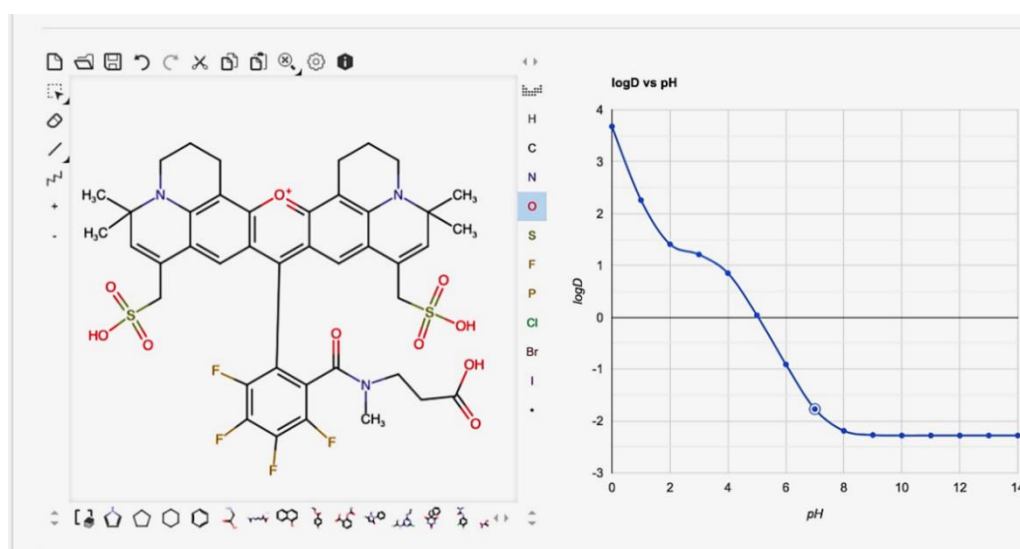 logD vs pH
H
C
N
O
S
F
P
Cl
Br
I
H₃C
H₃C
N
O⁺
N
CH₃
CH₃
O
S
HO
O
O
S
OH
O
F
F
F
F
O
N
CH₃
OH
O
+
-
4
3
2
1
0
-1
-2
-3
logD
0
2
4
6
8
10
12
14
pH